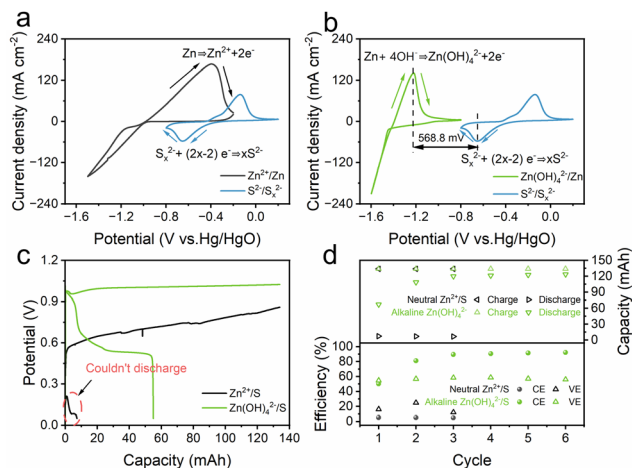 a
Current density (mA cm⁻²)
240
160
80
0
−80
−160
−240
Zn⇒Zn²⁺+2e⁻
Sₓ²⁻+ (2x-2) e⁻⇒xS²⁻
Zn²⁺/Zn
S²⁻/Sₓ²⁻
−1.5 −1.2 −0.9 −0.6 −0.3 0.0
Potential (V vs.Hg/HgO)
b
Current density (mA cm⁻²)
240
160
80
0
−80
−160
−240
Zn+ 4OH⁻⇒Zn(OH)₄²⁻+2e⁻
568.8 mV
Sₓ²⁻+ (2x-2) e⁻⇒xS²⁻
Zn(OH)₄²⁻/Zn
S²⁻/Sₓ²⁻
−1.6 −1.2 −0.8 −0.4 0.0
Potential (V vs.Hg/HgO)
c
Potential (V)
1.2
0.9
0.6
0.3
0.0
Couldn't discharge
Zn²⁺/S
Zn(OH)₄²⁻/S
0 20 40 60 80 100 120 140
Capacity (mAh)
d
Neutral Zn²⁺/S Charge Discharge
Alkaline Zn(OH)₄²⁻ Charge Discharge
150
120
90
60
30
0
Capacity (mAh)
Efficiency (%)
100
80
60
40
20
0
Neutral Zn²⁺/S CE VE
Alkaline Zn(OH)₄²⁻/S CE VE
1 2 3 4 5 6
Cycle